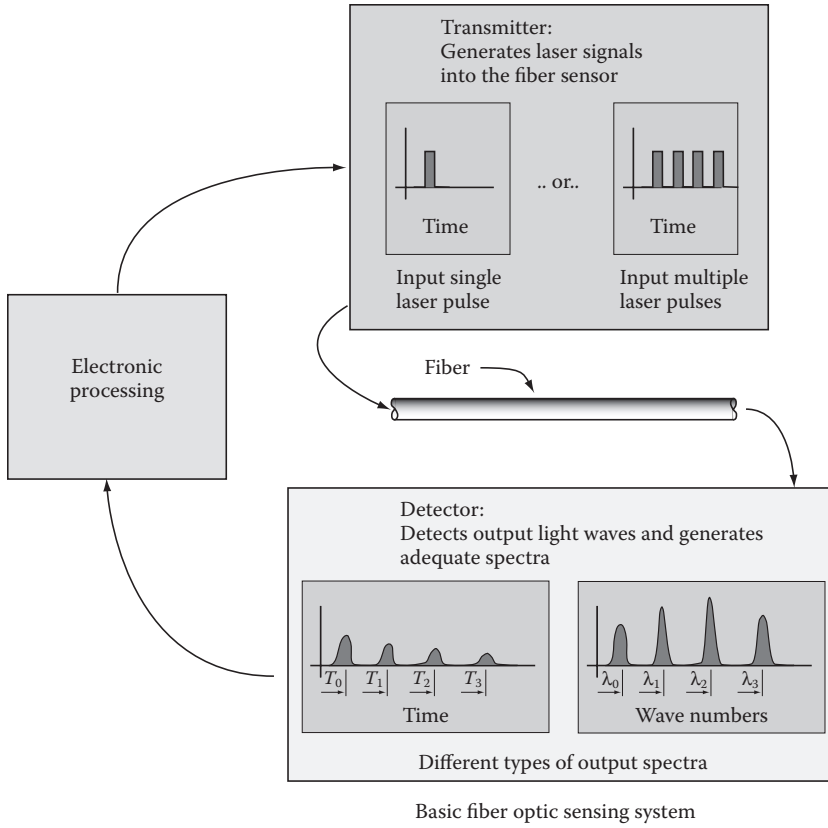 Transmitter:
Generates laser signals
into the fiber sensor
.. or..
Time
Time
Input single
laser pulse
Input multiple
laser pulses
Electronic
processing
Fiber
Detector:
Detects output light waves and generates
adequate spectra
T₀ T₁ T₂ T₃
Time
λ₀ λ₁ λ₂ λ₃
Wave numbers
Different types of output spectra
Basic fiber optic sensing system